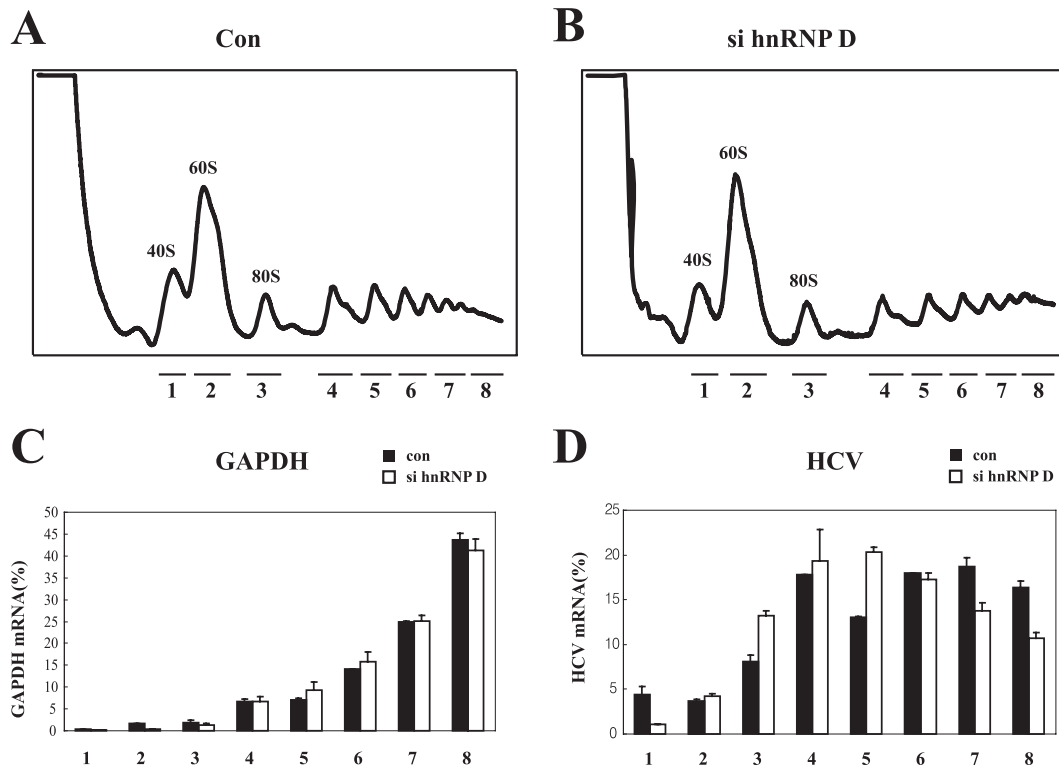 A
Con
B
si hnRNP D
40S
60S
80S
40S
60S
80S
1 2 3 4 5 6 7 8
1 2 3 4 5 6 7 8
C
GAPDH
con
si hnRNP D
GAPDH mRNA(%)
50
45
40
35
30
25
20
15
10
5
0
1 2 3 4 5 6 7 8
D
HCV
con
si hnRNP D
HCV mRNA(%)
25
20
15
10
5
0
1 2 3 4 5 6 7 8